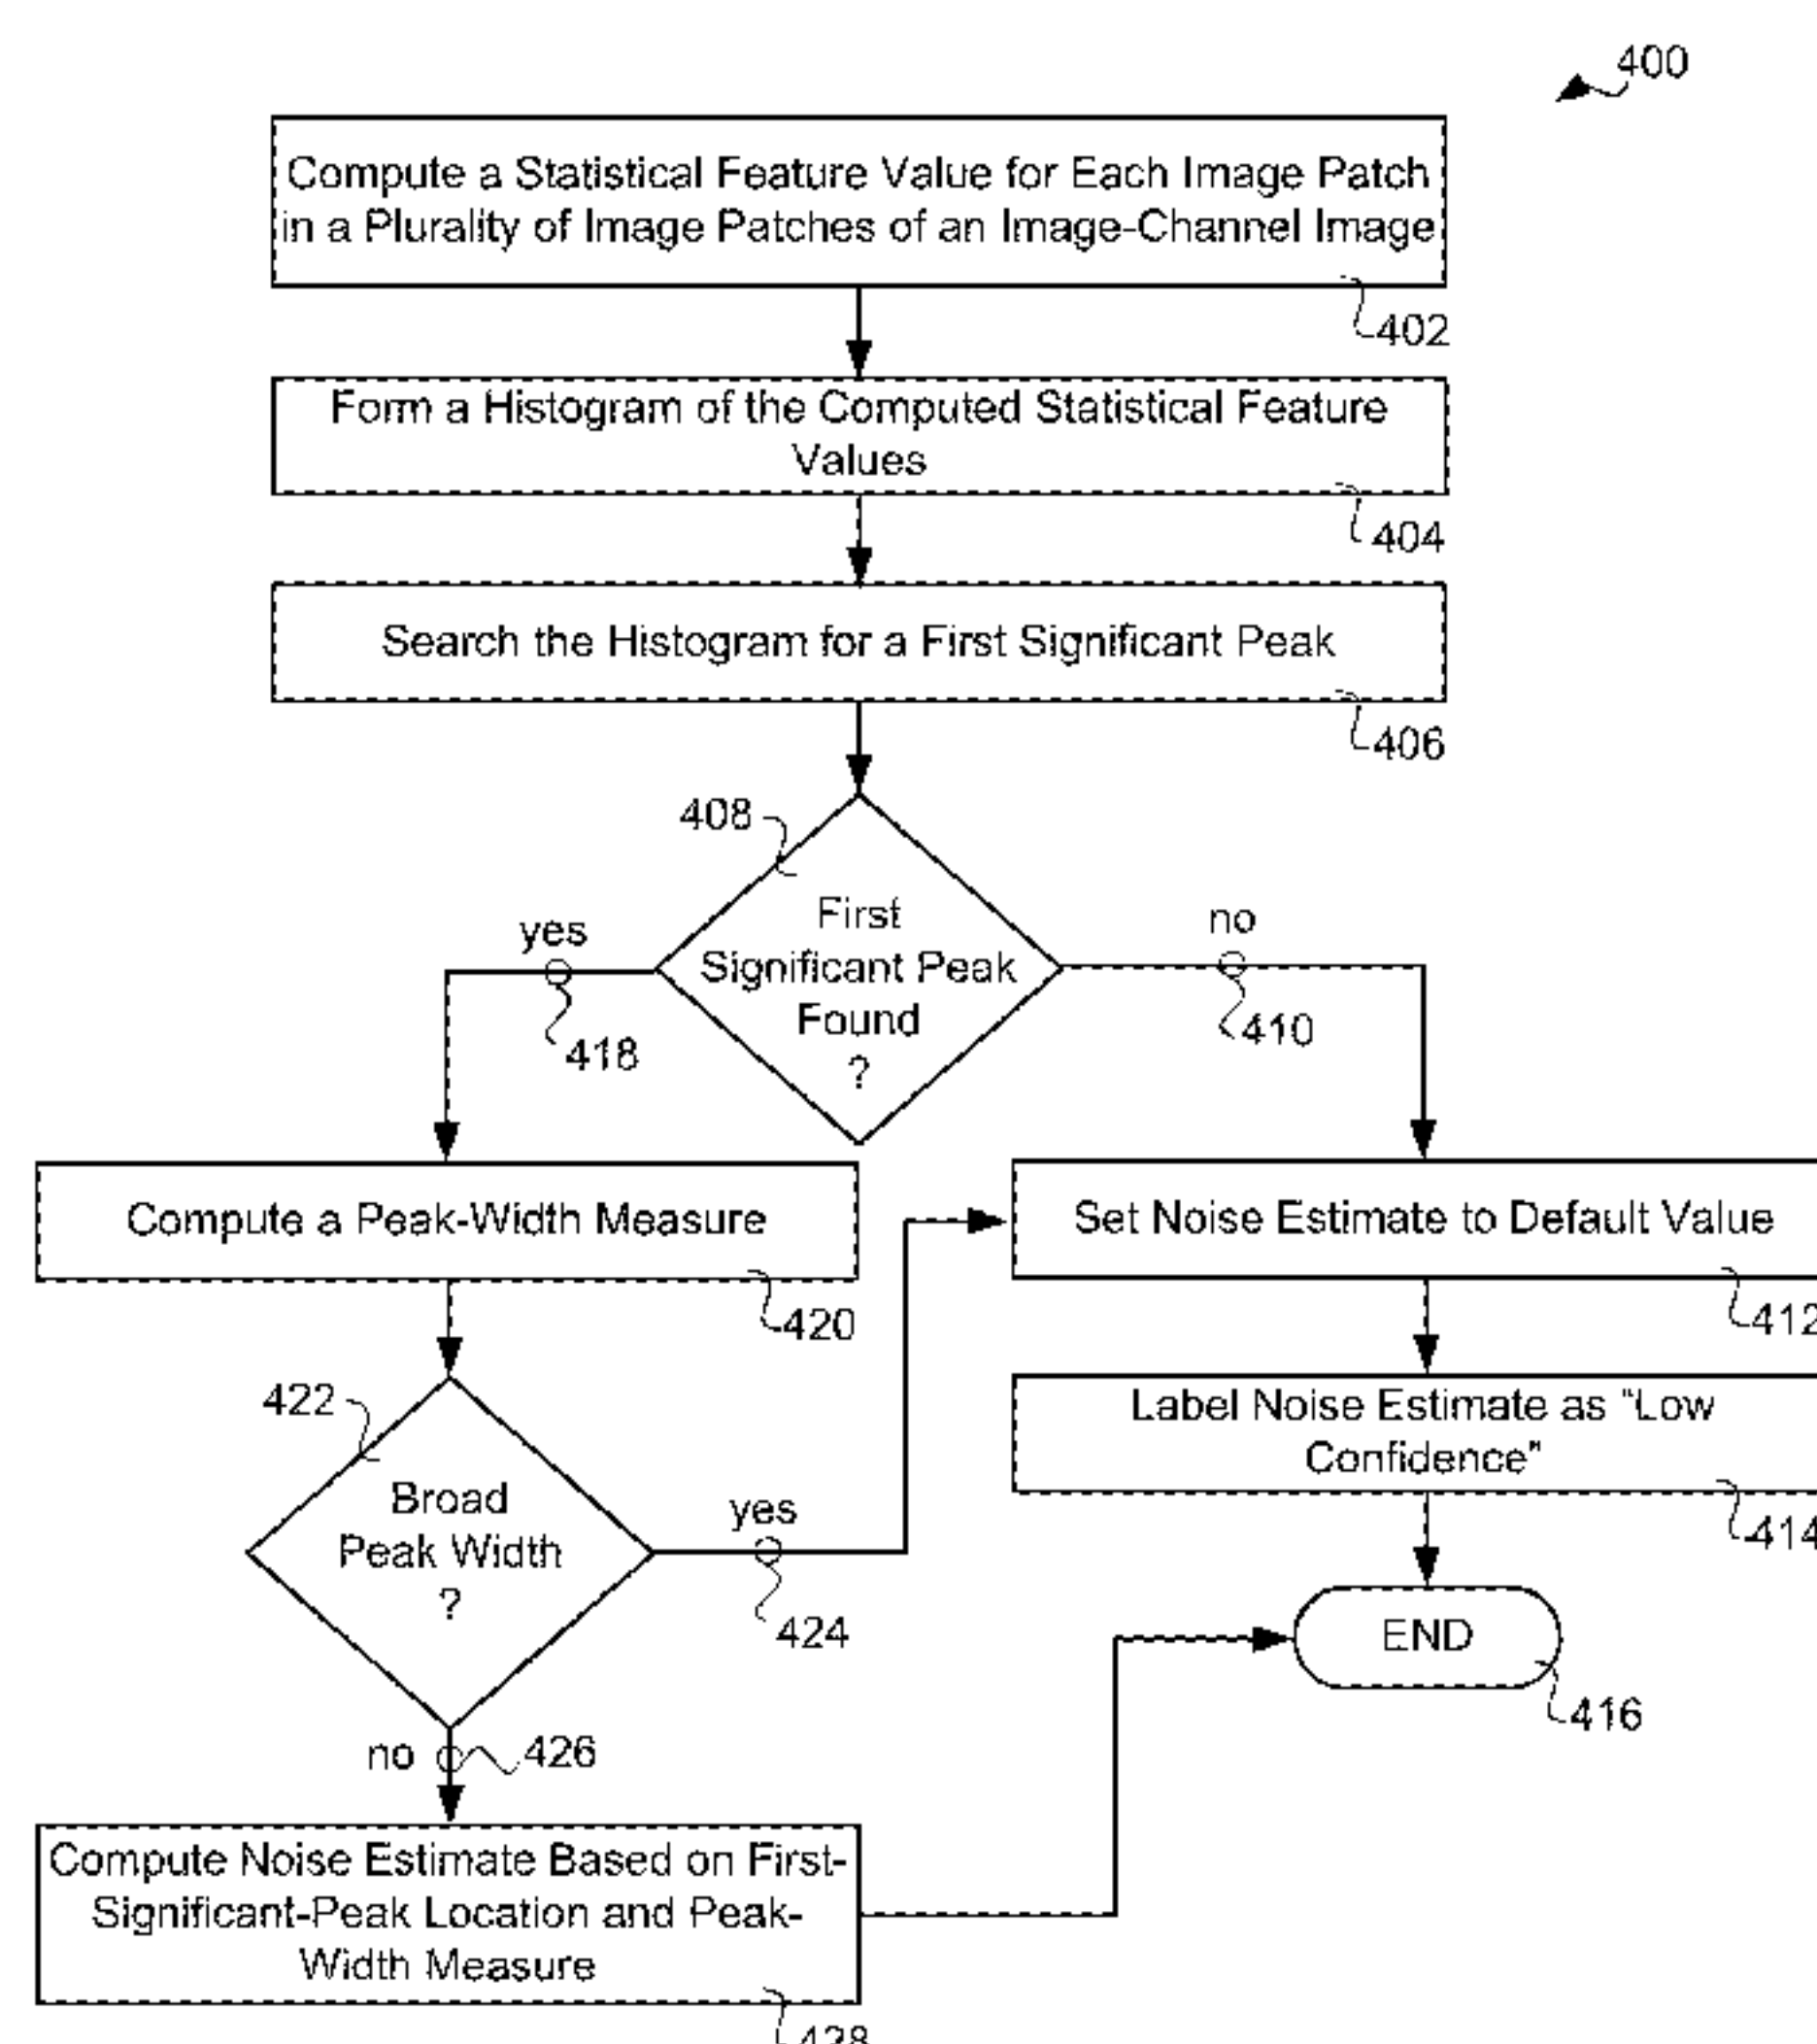 400
Compute a Statistical Feature Value for Each Image Patch
in a Plurality of Image Patches of an Image-Channel Image
402
Form a Histogram of the Computed Statistical Feature
Values
404
Search the Histogram for a First Significant Peak
406
408
First
Significant Peak
Found
?
yes
418
no
410
Compute a Peak-Width Measure
420
Set Noise Estimate to Default Value
412
422
Broad
Peak Width
?
yes
424
Label Noise Estimate as "Low
Confidence"
414
END
416
no
426
Compute Noise Estimate Based on First-
Significant-Peak Location and Peak-
Width Measure
428